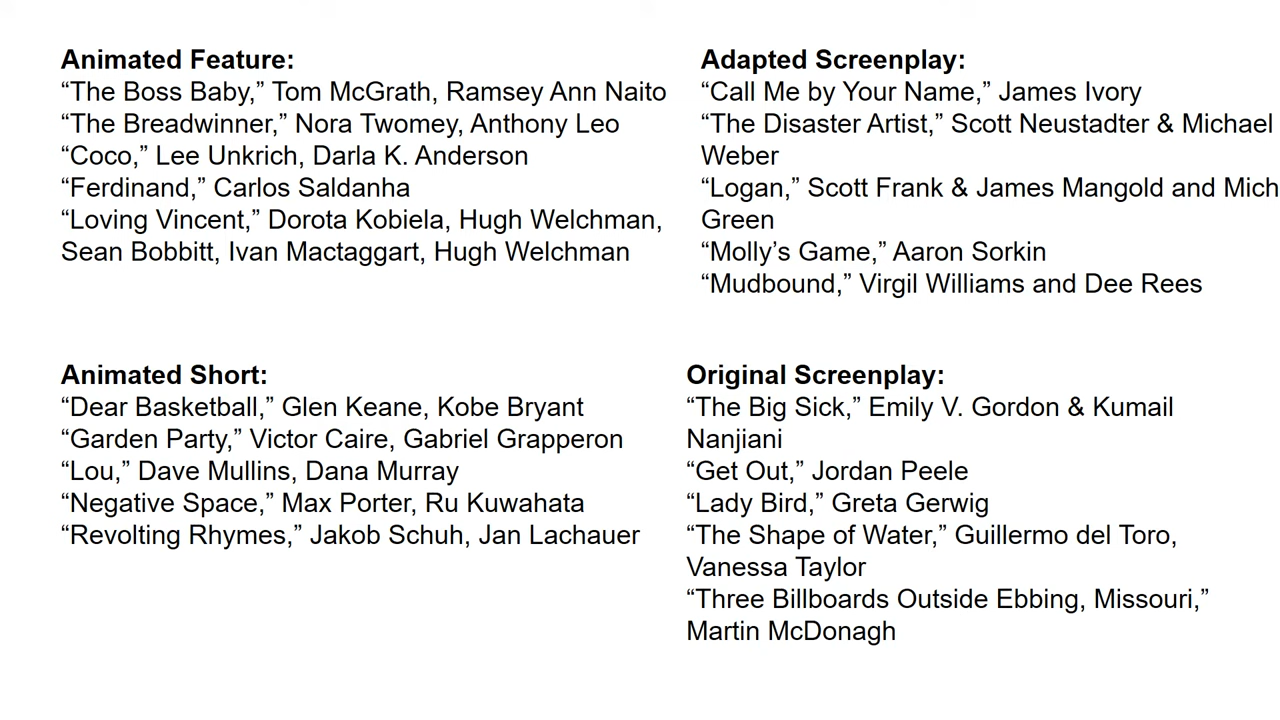 Animated Feature:
“The Boss Baby,” Tom McGrath, Ramsey Ann Naito
“The Breadwinner,” Nora Twomey, Anthony Leo
“Coco,” Lee Unkrich, Darla K. Anderson
“Ferdinand,” Carlos Saldanha
“Loving Vincent,” Dorota Kobiela, Hugh Welchman,
Sean Bobbitt, Ivan Mactaggart, Hugh Welchman
Adapted Screenplay:
“Call Me by Your Name,” James Ivory
“The Disaster Artist,” Scott Neustadter & Michael
Weber
“Logan,” Scott Frank & James Mangold and Mich
Green
“Molly’s Game,” Aaron Sorkin
“Mudbound,” Virgil Williams and Dee Rees
Animated Short:
“Dear Basketball,” Glen Keane, Kobe Bryant
“Garden Party,” Victor Caire, Gabriel Grapperon
“Lou,” Dave Mullins, Dana Murray
“Negative Space,” Max Porter, Ru Kuwahata
“Revolting Rhymes,” Jakob Schuh, Jan Lachauer
Original Screenplay:
“The Big Sick,” Emily V. Gordon & Kumail
Nanjiani
“Get Out,” Jordan Peele
“Lady Bird,” Greta Gerwig
“The Shape of Water,” Guillermo del Toro,
Vanessa Taylor
“Three Billboards Outside Ebbing, Missouri,”
Martin McDonagh